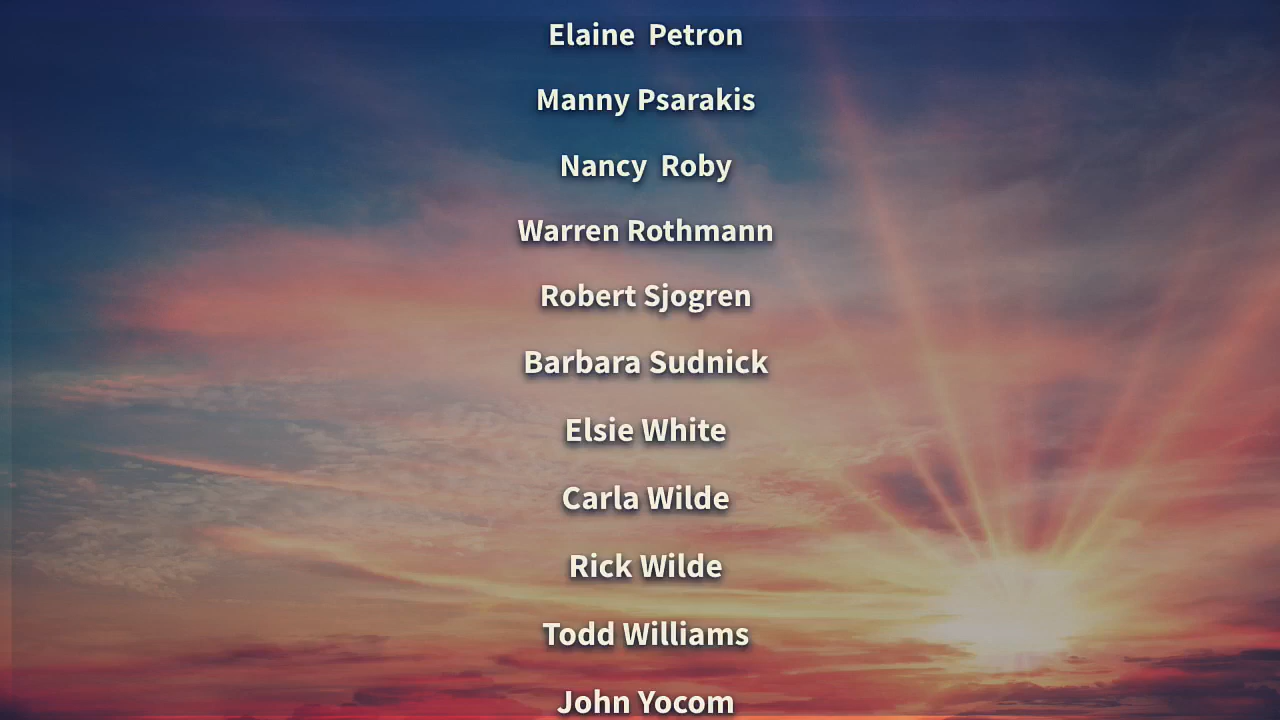 Elaine Petron
Manny Psarakis
Nancy Roby
Warren Rothmann
Robert Sjogren
Barbara Sudnick
Elsie White
Carla Wilde
Rick Wilde
Todd Williams
John Yocom